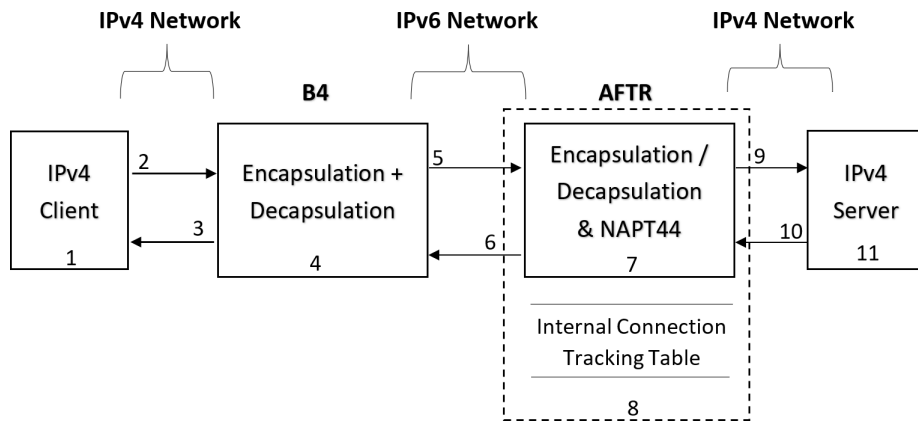 IPv4 Network
IPv6 Network
IPv4 Network
B4
AFTR
IPv4
Client
1
2
3
Encapsulation +
Decapsulation
4
5
6
Encapsulation /
Decapsulation
& NAPT44
7
Internal Connection
Tracking Table
8
9
10
IPv4
Server
11